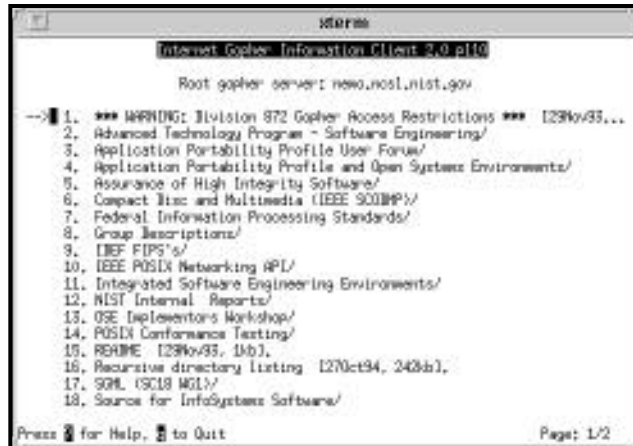 xterm
Internet Gopher Information Client 2.0 pl10
Root gopher server: nemo.ncsl.nist.gov
--> 1. *** WARNING: Division 872 Gopher Access Restrictions *** [29Nov93,...
2. Advanced Technology Program - Software Engineering/
3. Application Portability Profile User Forum/
4. Application Portability Profile and Open Systems Environments/
5. Assurance of High Integrity Software/
6. Compact Disc and Multimedia (IEEE SCDIMP)/
7. Federal Information Processing Standards/
8. Group Descriptions/
9. IDEF FIPS's/
10. IEEE POSIX Networking API/
11. Integrated Software Engineering Environments/
12. NIST Internal Reports/
13. OSE Implementors Workshop/
14. POSIX Conformance Testing/
15. README [29Nov93, 1kb].
16. Recursive directory listing [27Oct94, 242kb].
17. SGML (SC18 WG1)/
18. Source for InfoSystems Software/
Press ? for Help, q to Quit
Page: 1/2